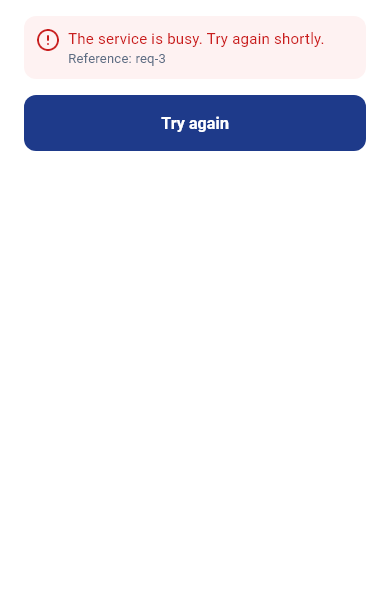 The service is busy. Try again shortly.
Reference: req-3
Try again